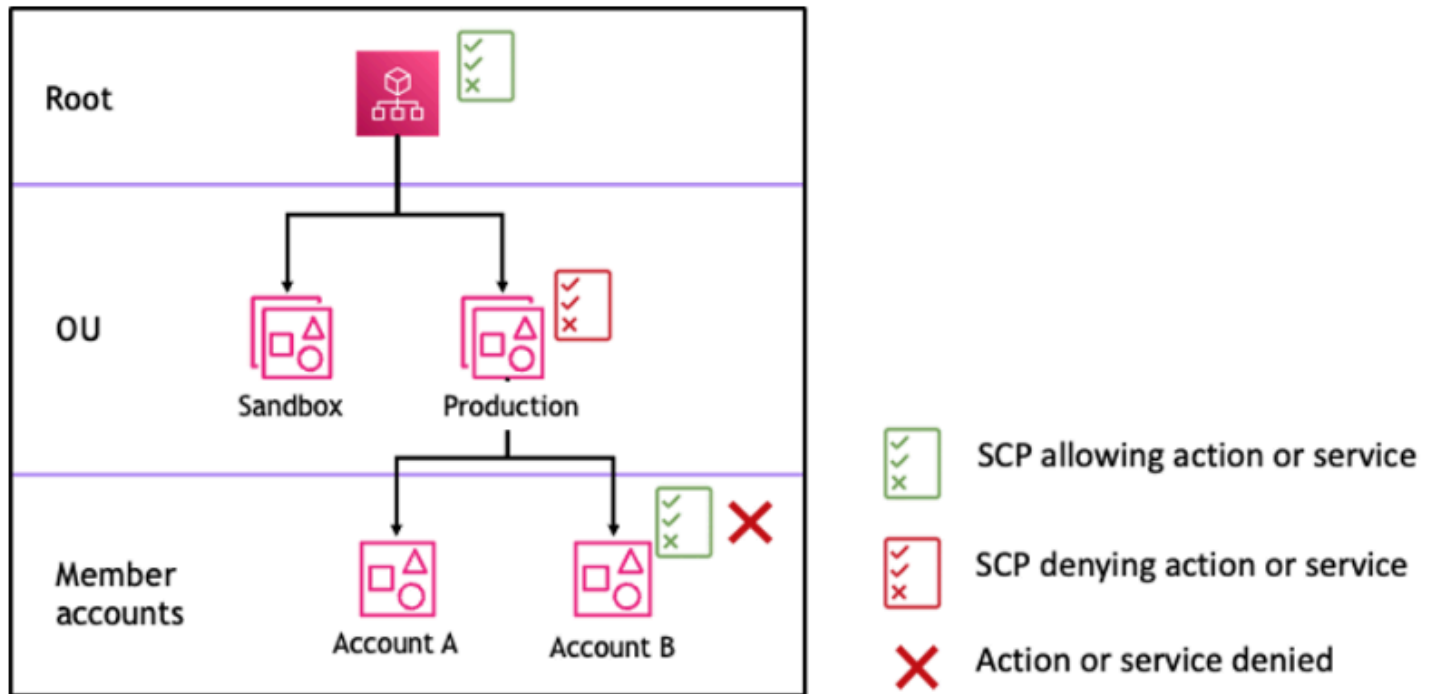 Root
OU
Sandbox
Production
Member
accounts
Account A
Account B
SCP allowing action or service
SCP denying action or service
Action or service denied